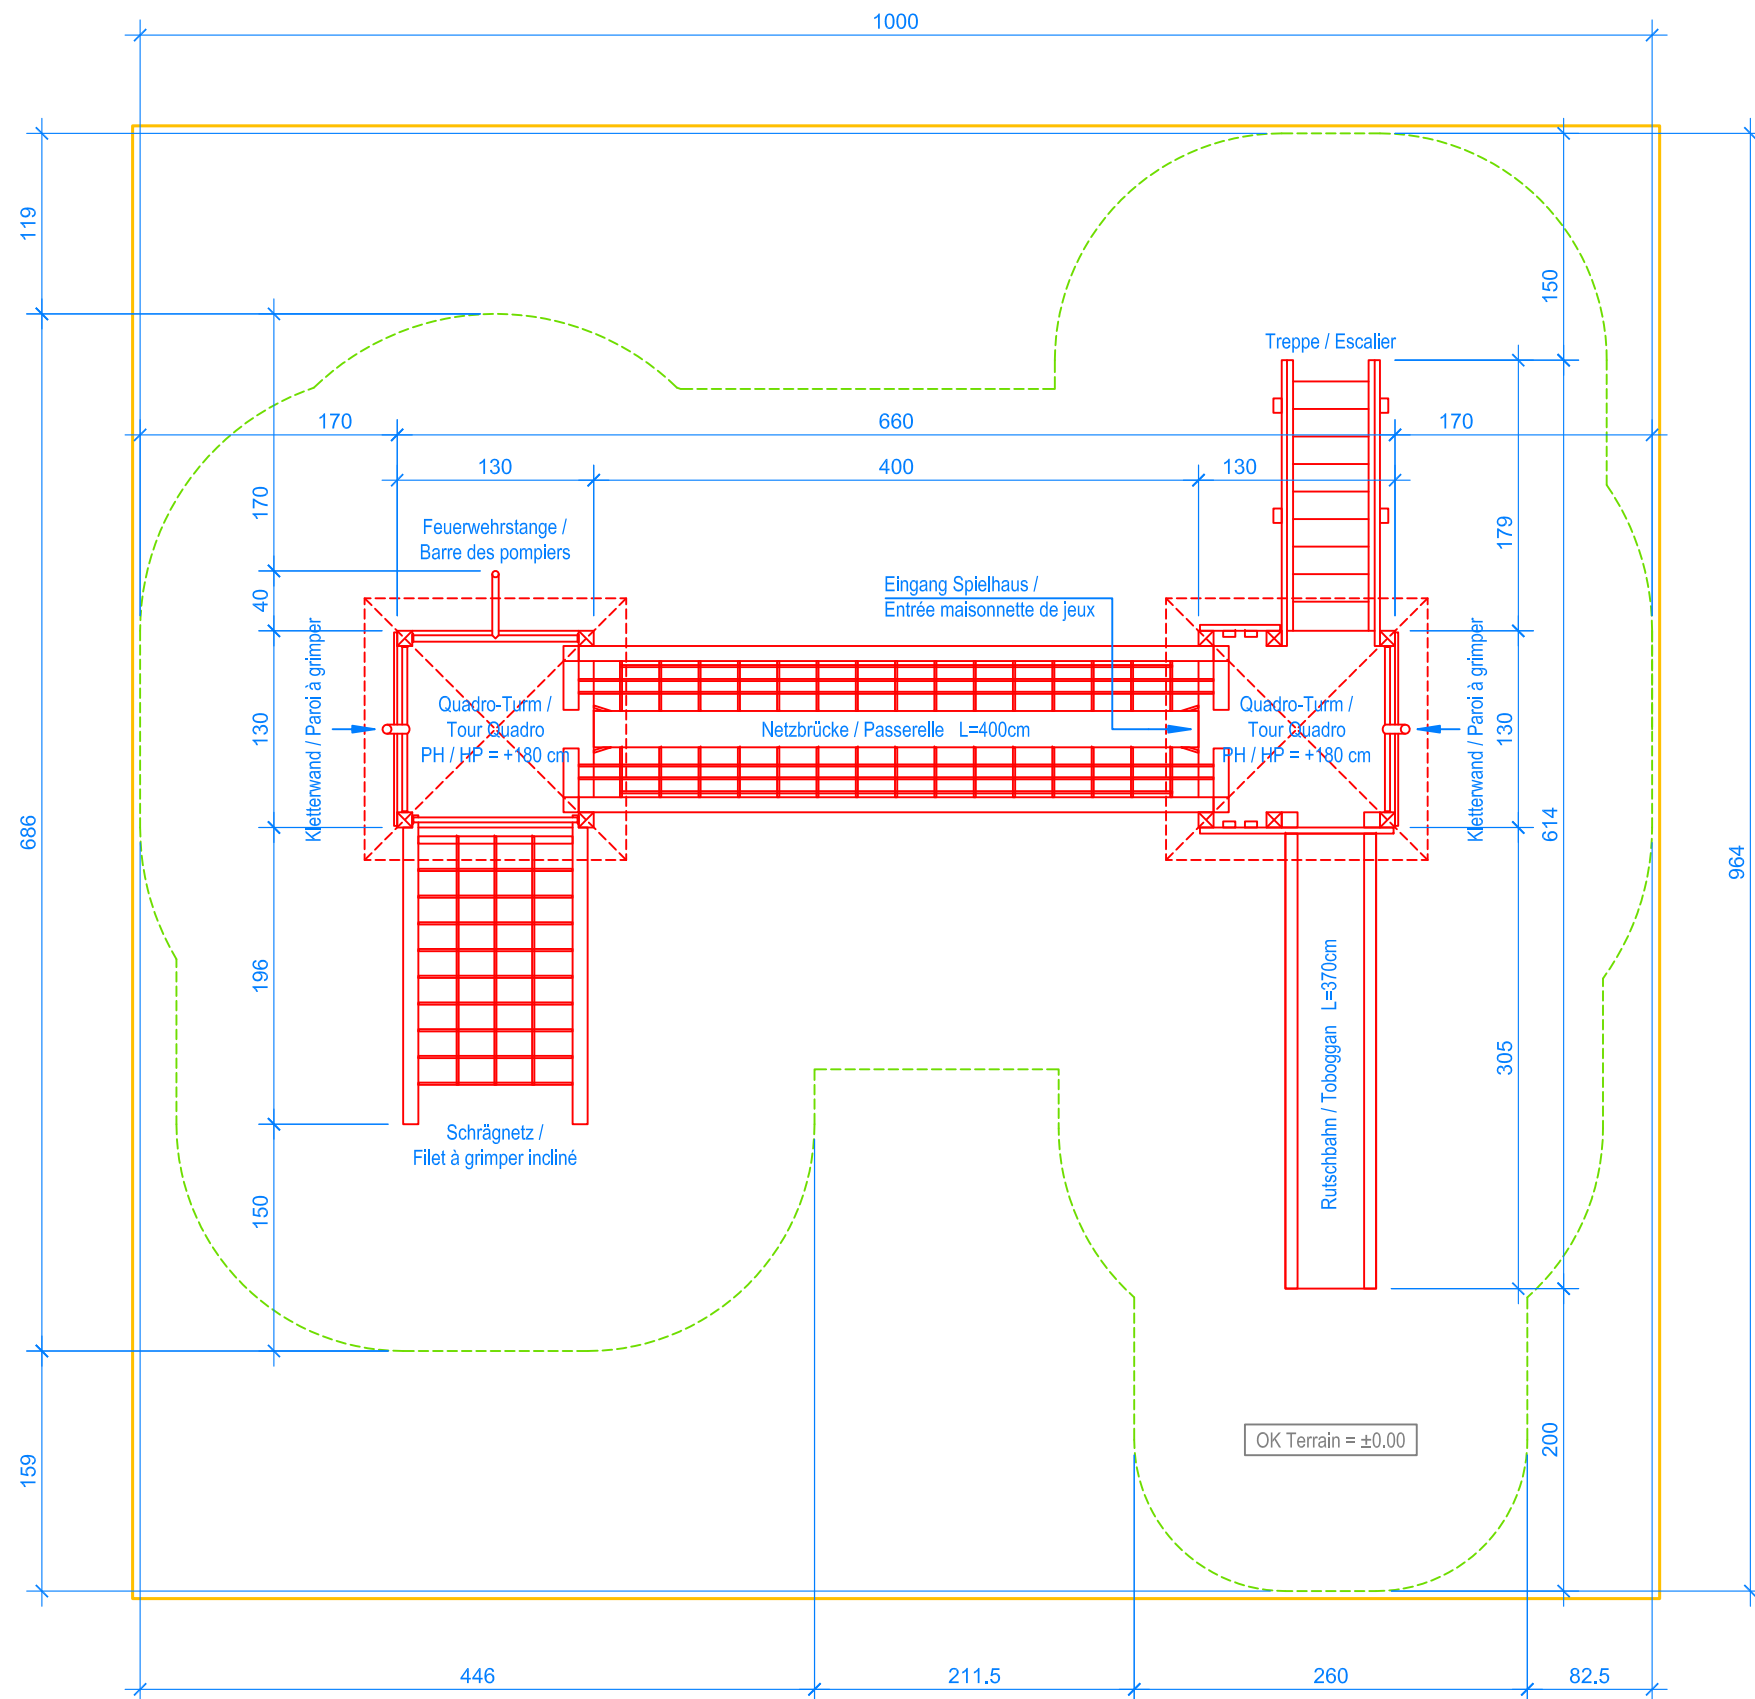 1000
119
150
Treppe / Escalier
170
660
170
130
400
130
170
179
Feuerwehrstange /
Barre des pompiers
Eingang Spielhaus /
Entrée maisonnette de jeux
40
Kletterwand / Paroi à grimper
Kletterwand / Paroi à grimper
Quadro-Turm /
Tour Quadro
PH / HP = +180 cm
Netzbrücke / Passerelle L=400cm
Quadro-Turm /
Tour Quadro
PH / HP = +180 cm
130
130
614
686
964
196
Rutschbahn / Toboggan L=370cm
305
Schrägnetz /
Filet à grimper incliné
150
OK Terrain = ±0.00
200
159
446
211.5
260
82.5